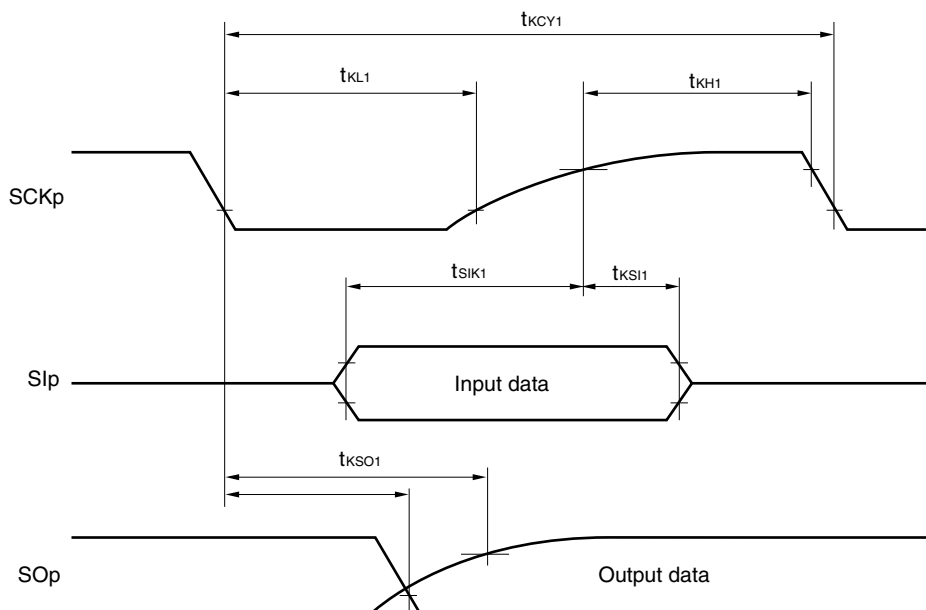 tKCY1
tKL1
tKH1
SCKp
tSIK1
tKSI1
SIp
Input data
tKSO1
SOp
Output data